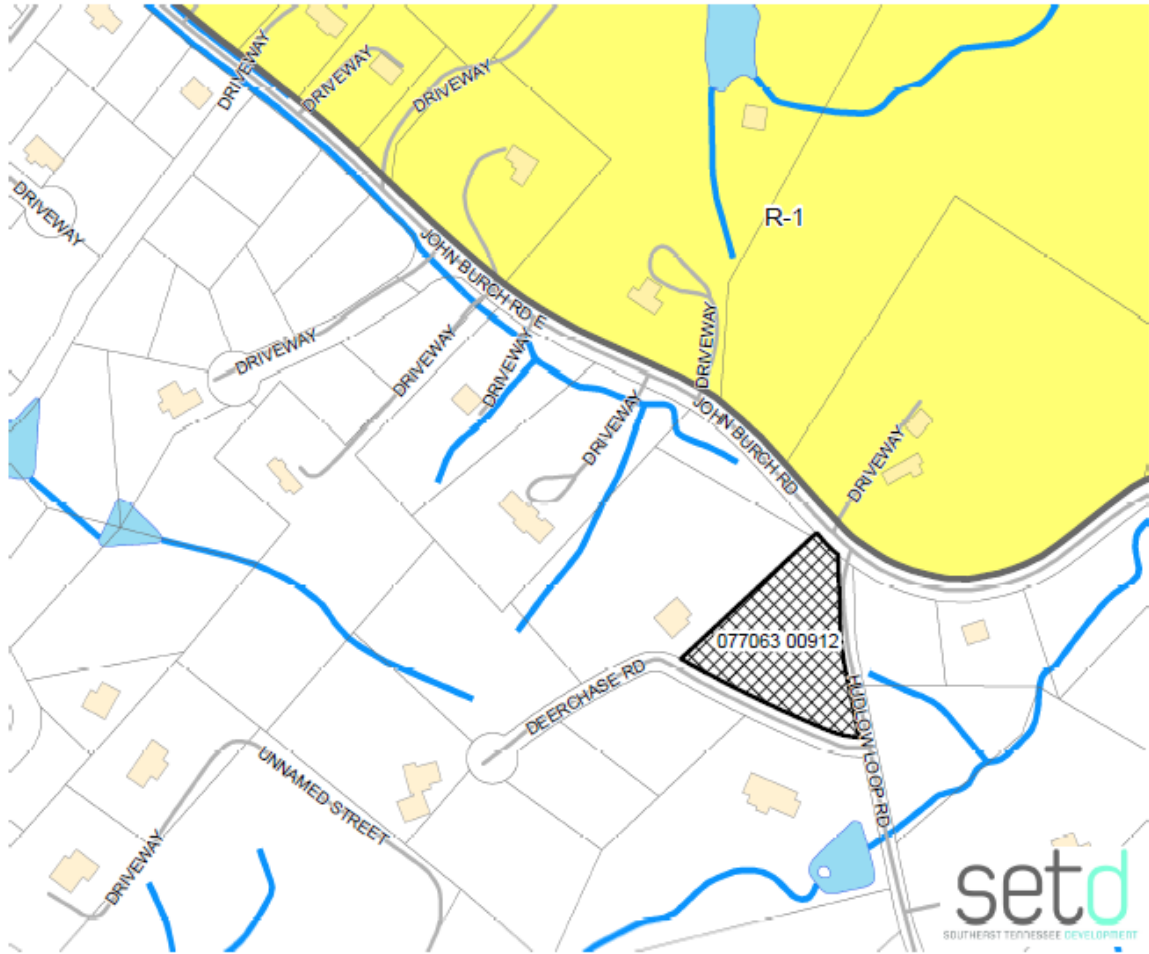 DRIVEWAY
DRIVEWAY
DRIVEWAY
DRIVEWAY
R-1
JOHN BURCH RD E
DRIVEWAY
DRIVEWAY
DRIVEWAY
DRIVEWAY
DRIVEWAY
JOHN BURCH RD
DRIVEWAY
077063 00912
DEERCHASE RD
HUDLOW LOOP RD
UNNAMED STREET
DRIVEWAY
setd
SOUTHEAST TENNESSEE DEVELOPMENT